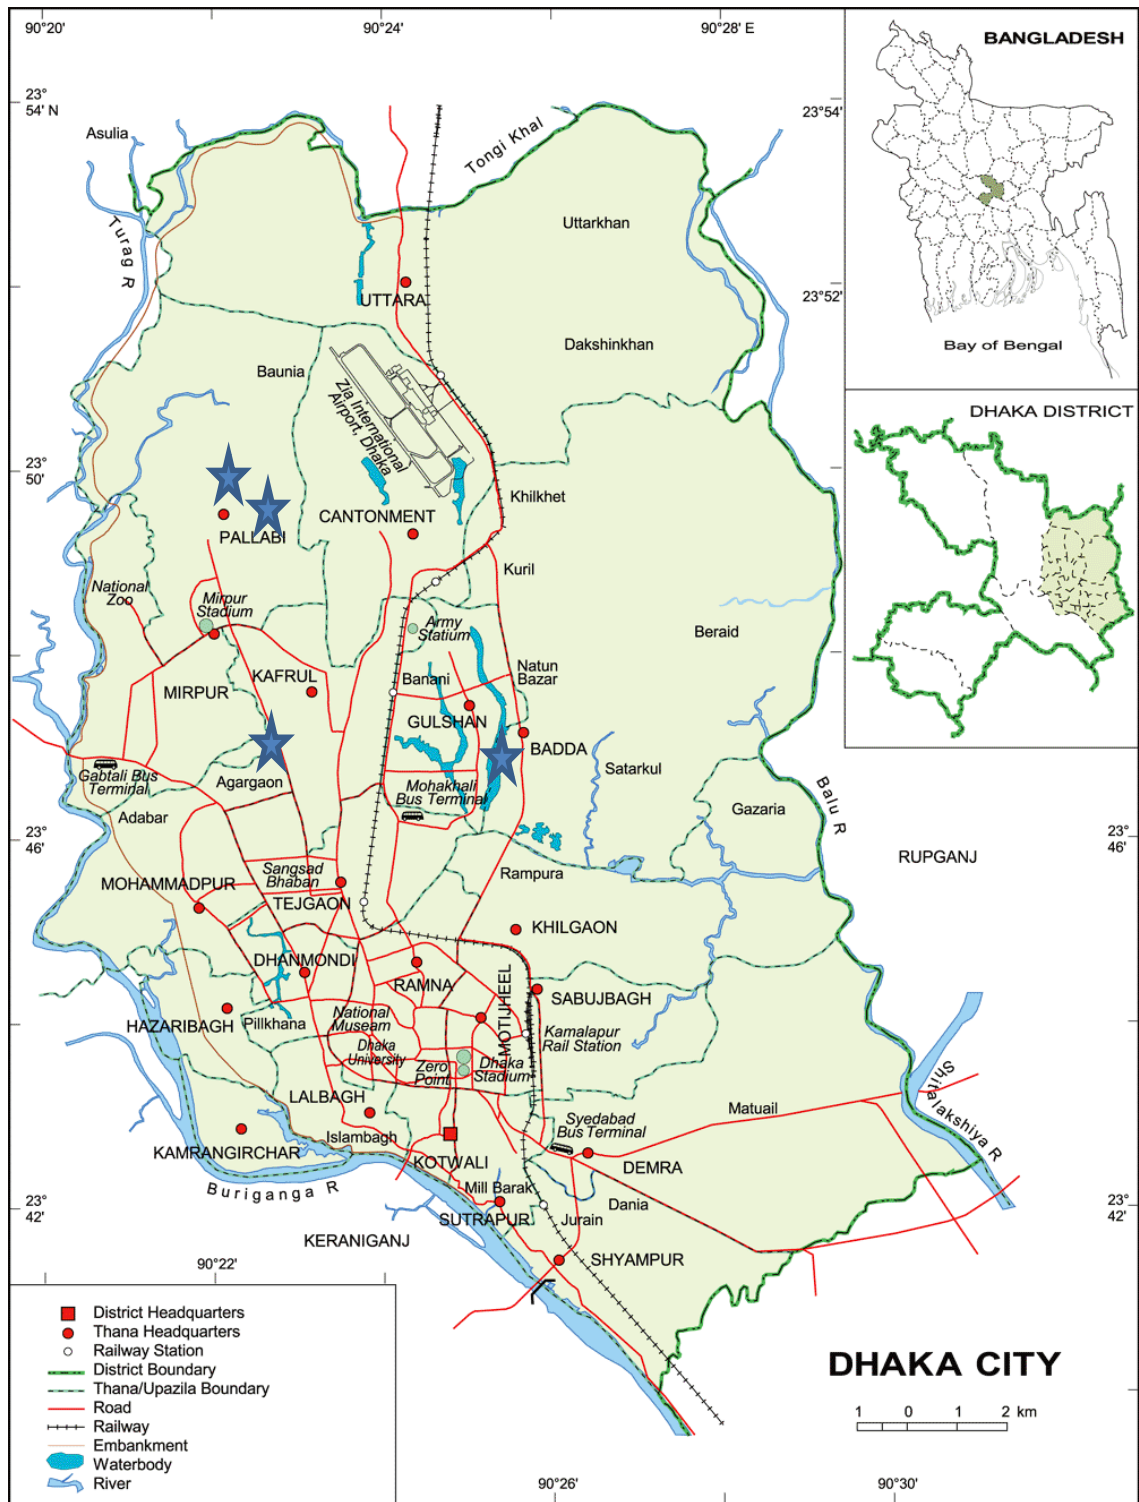 90°20'
90°24'
90°28' E
BANGLADESH
23°
54' N
23°54'
Asulia
Tongi Khal
Turag R
Uttarkhan
23°52'
UTTARA
Bay of Bengal
Dakshinkhan
Baunia
Zia International
Airport, Dhaka
DHAKA DISTRICT
23°
50'
Khilkhet
CANTONMENT
PALLABI
Kuril
National
Zoo
Mirpur
Stadium
Army
Statium
Beraid
Natun
Bazar
KAFRUL
Banani
MIRPUR
GULSHAN
BADDA
Satarkul
Gabtali Bus
Terminal
Agargaon
Mohakhali
Bus Terminal
Gazaria
Balu R
Adabar
23°
46'
23°
46'
RUPGANJ
Sangsad
Bhaban
Rampura
MOHAMMADPUR
TEJGAON
KHILGAON
DHANMONDI
RAMNA
MOTIJHEEL
SABUJBAGH
HAZARIBAGH
Pillkhana
National
Museam
Kamalapur
Rail Station
Dhaka
University
Zero
Point
Dhaka
Stadium
Shitalakshiya R
LALBAGH
Matuail
Syedabad
Bus Terminal
Islambagh
KAMRANGIRCHAR
KOTWALI
DEMRA
Buriganga R
Mill Barak
Dania
SUTRAPUR
Jurain
23°
42'
23°
42'
KERANIGANJ
SHYAMPUR
90°22'
District Headquarters
Thana Headquarters
Railway Station
District Boundary
Thana/Upazila Boundary
Road
Railway
Embankment
Waterbody
River
DHAKA CITY
1 0 1 2 km
90°26'
90°30'